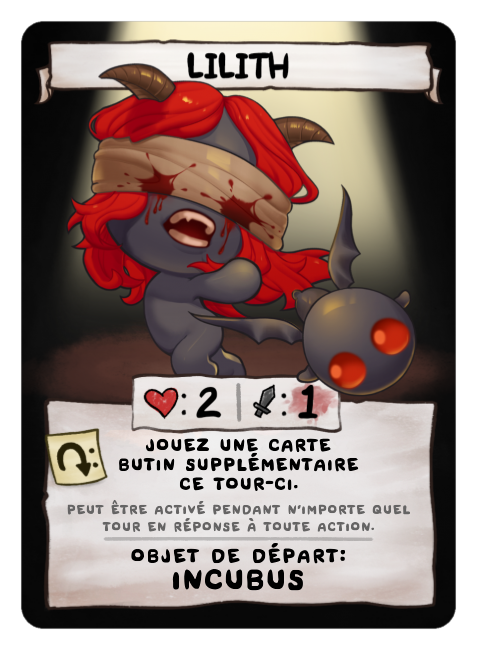 LILITH
: 2 | : 1
JOUEZ UNE CARTE
BUTIN SUPPLÉMENTAIRE
CE TOUR-CI.
PEUT ÊTRE ACTIVÉ PENDANT N'IMPORTE QUEL
TOUR EN RÉPONSE À TOUTE ACTION.
OBJET DE DÉPART:
INCUBUS